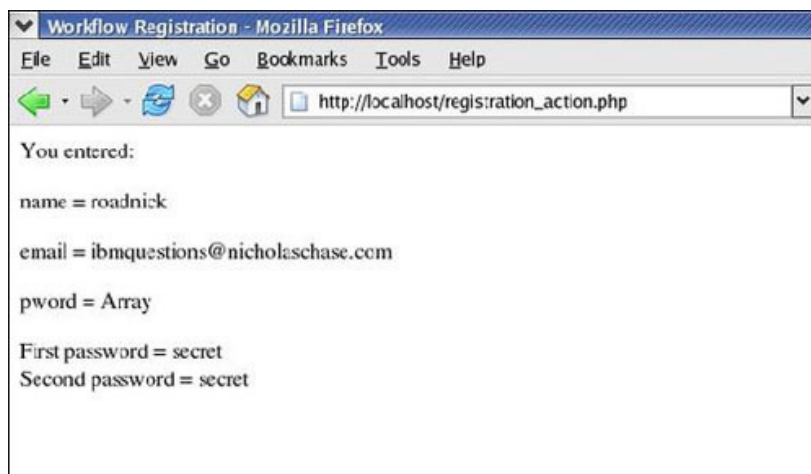 Workflow Registration - Mozilla Firefox
File Edit View Go Bookmarks Tools Help
http://localhost/registration_action.php
You entered:
name = roadnick
email = ibmquestions@nicholaschase.com
pword = Array
First password = secret
Second password = secret